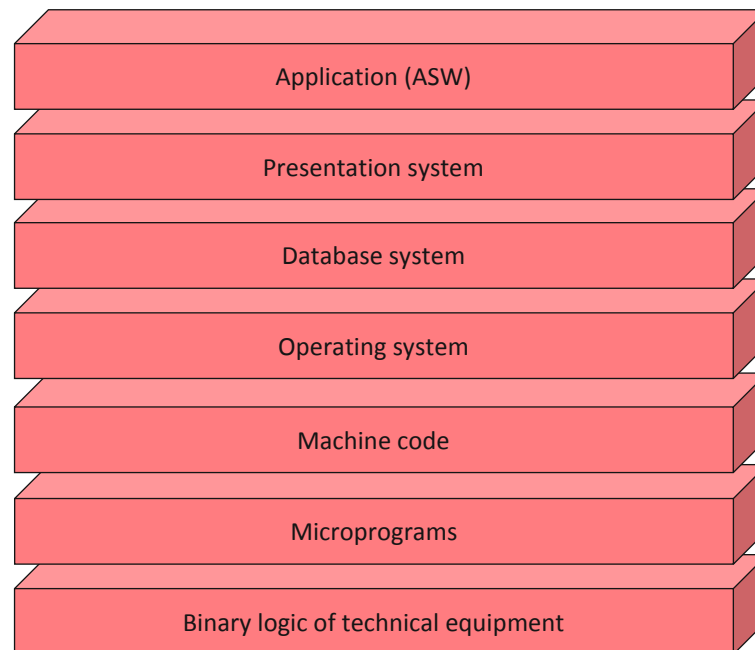 Application (ASW)
Presentation system
Database system
Operating system
Machine code
Microprograms
Binary logic of technical equipment